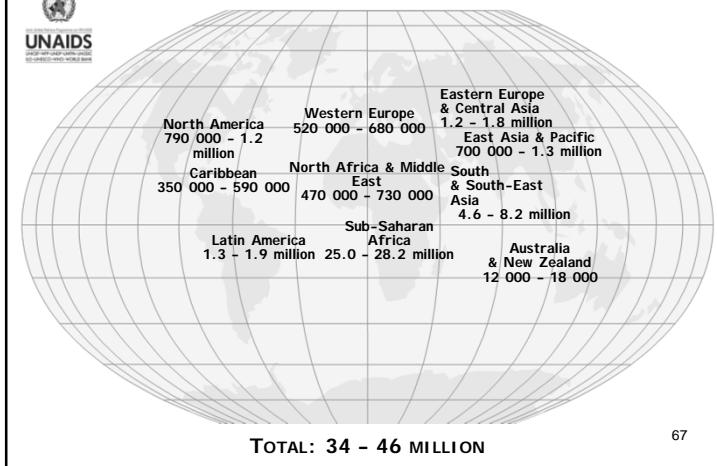 UNAIDS
North America
790 000 – 1.2
million
Western Europe
520 000 – 680 000
Eastern Europe
& Central Asia
1.2 – 1.8 million
East Asia & Pacific
700 000 – 1.3 million
Caribbean
350 000 – 590 000
North Africa & Middle
East
470 000 – 730 000
South
& South-East
Asia
4.6 – 8.2 million
Latin America
1.3 – 1.9 million
Sub-Saharan
Africa
25.0 – 28.2 million
Australia
& New Zealand
12 000 – 18 000
TOTAL: 34 – 46 MILLION
67